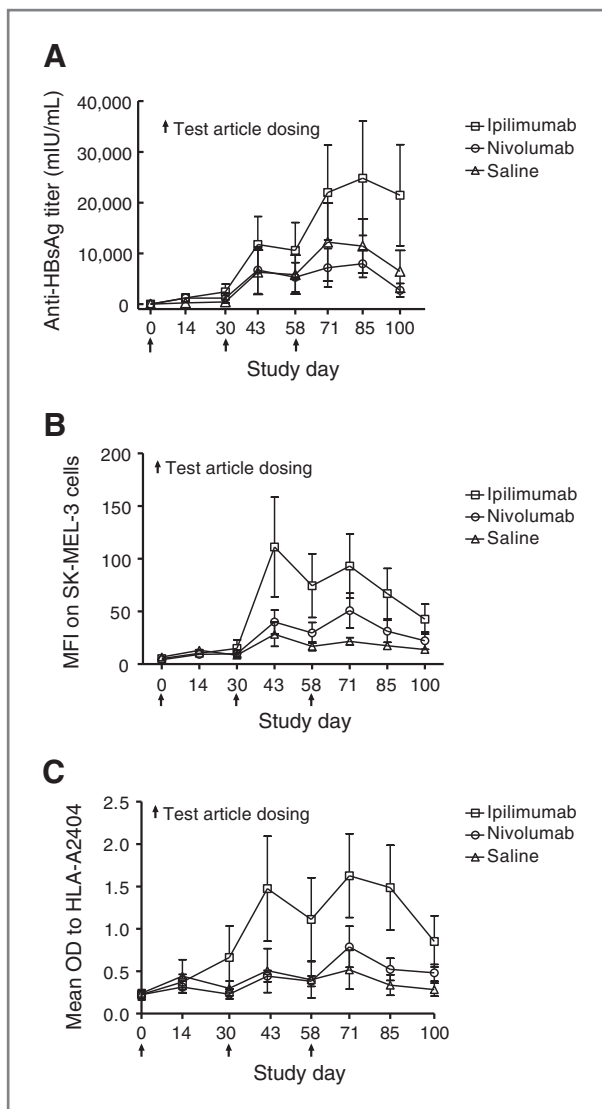 A
Anti-HBsAg titer (mIU/mL)
40,000
30,000
20,000
10,000
0
Test article dosing
Ipilimumab
Nivolumab
Saline
0 14 30 43 58 71 85 100
Study day
B
MFI on SK-MEL-3 cells
200
150
100
50
0
Test article dosing
Ipilimumab
Nivolumab
Saline
0 14 30 43 58 71 85 100
Study day
C
Mean OD to HLA-A2404
2.5
2.0
1.5
1.0
0.5
0.0
Test article dosing
Ipilimumab
Nivolumab
Saline
0 14 30 43 58 71 85 100
Study day